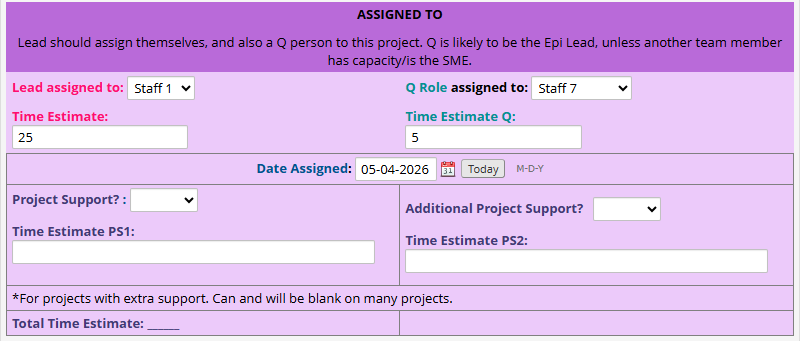 ASSIGNED TO
Lead should assign themselves, and also a Q person to this project. Q is likely to be the Epi Lead, unless another team member
has capacity/is the SME.
Lead assigned to: Staff 1
Q Role assigned to: Staff 7
Time Estimate:
25
Time Estimate Q:
5
Date Assigned: 05-04-2026 31 Today M-D-Y
Project Support? :
Additional Project Support?
Time Estimate PS1:
Time Estimate PS2:
*For projects with extra support. Can and will be blank on many projects.
Total Time Estimate: ______